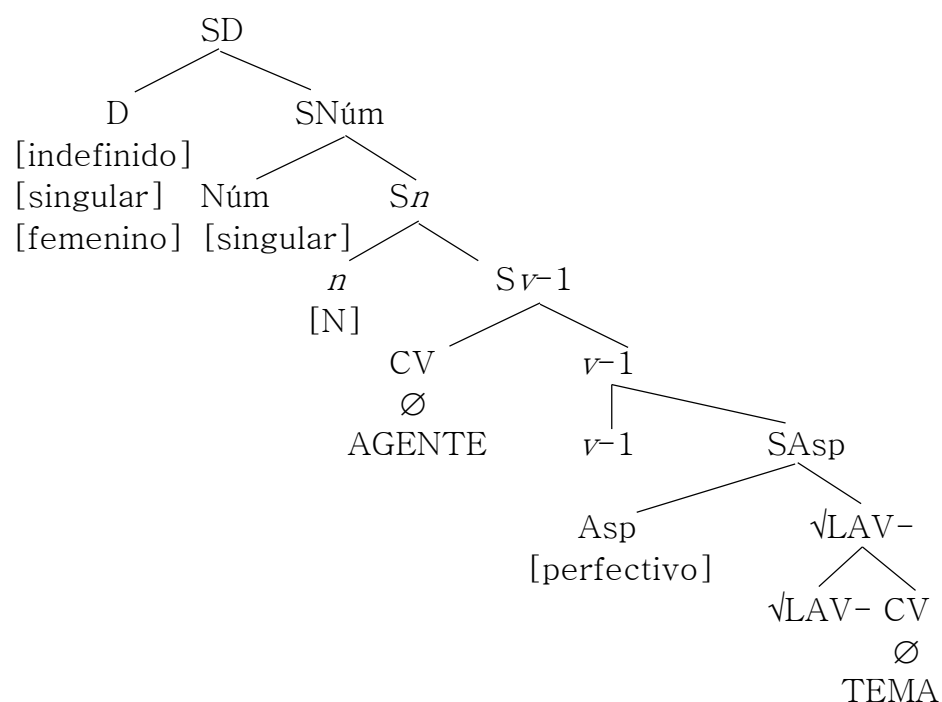 SD
D SNúm
[indefinido]
[singular] Núm Sn
[femenino] [singular]
n Sv-1
[N]
CV v-1
∅
AGENTE v-1 SAsp
Asp √LAV-
[perfectivo]
√LAV- CV
∅
TEMA